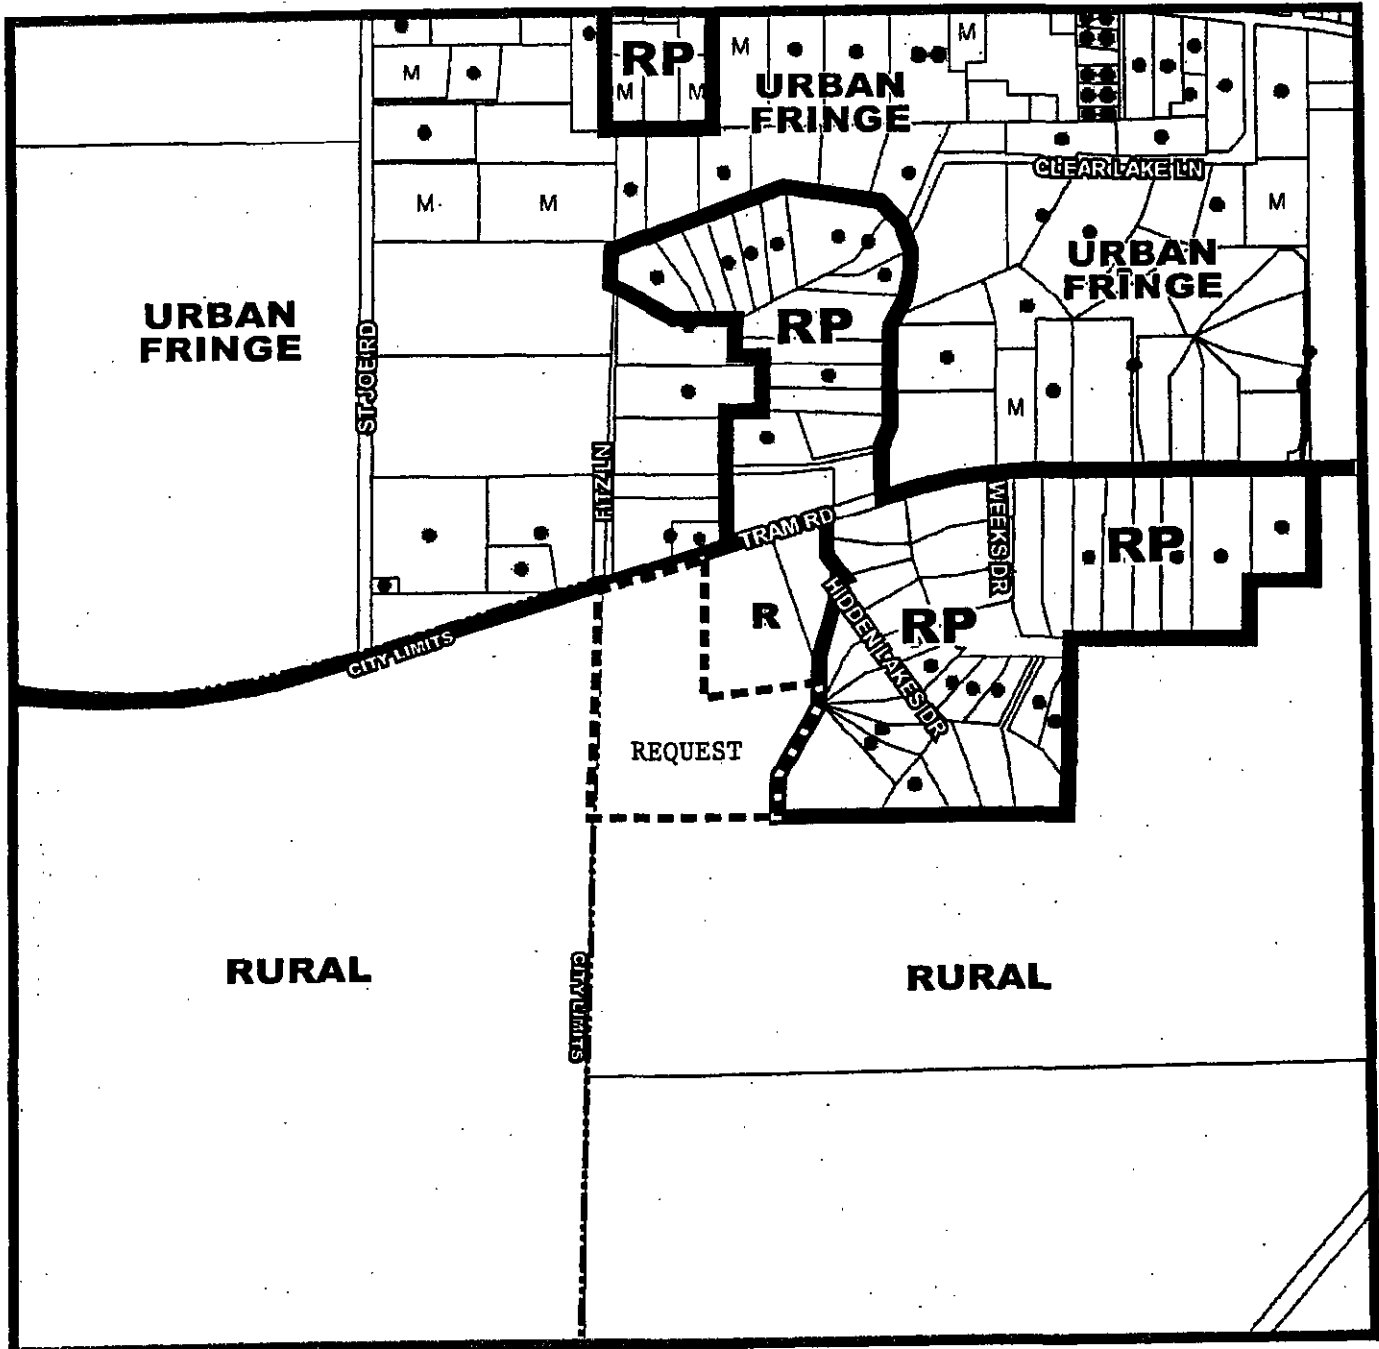 M
RP
M
M
M
M
URBAN
FRINGE
CLEAR LAKE LN
M
M
M
URBAN
FRINGE
URBAN
FRINGE
RP
ST JOE RD
M
FITZ LN
TRAM RD
WEEKS DR
RP
R
HIDDEN LAKES DR
RP
CITY LIMITS
REQUEST
RURAL
RURAL
CITY LIMITS